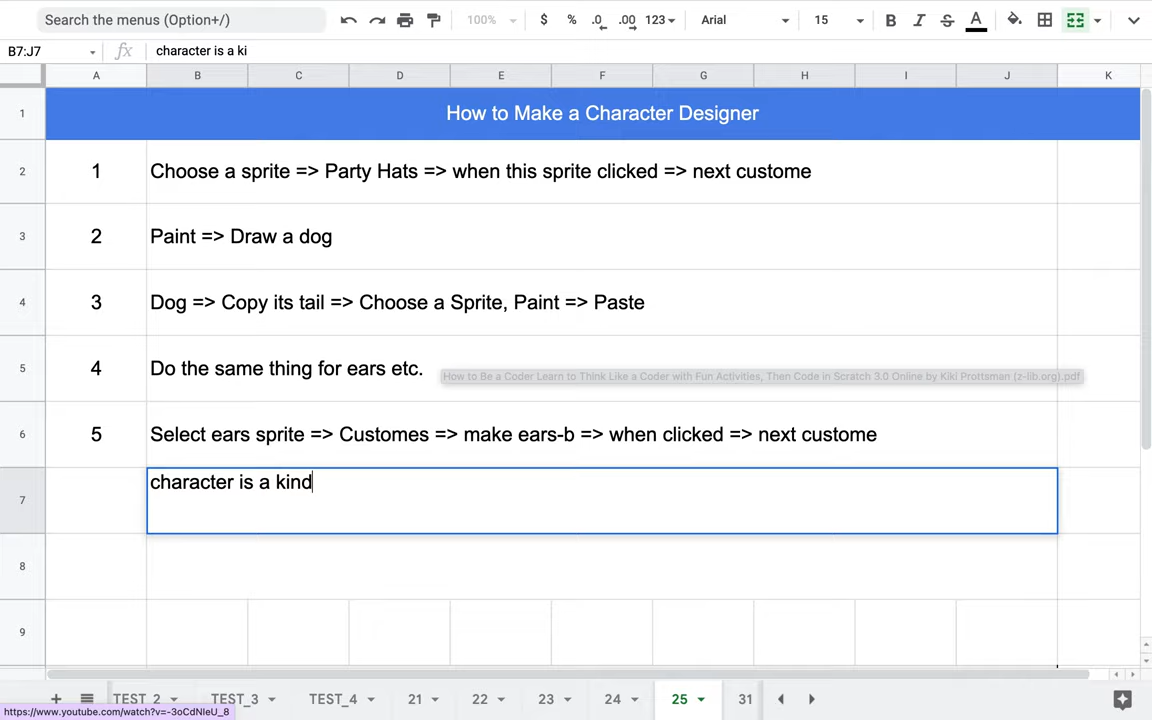 Search the menus (Option+/)
100%
$ % .0 .00 123
Arial
15
B I S A
B7:J7
fx
character is a ki
A B C D E F G H I J K
1 How to Make a Character Designer
2 1 Choose a sprite => Party Hats => when this sprite clicked => next custome
3 2 Paint => Draw a dog
4 3 Dog => Copy its tail => Choose a Sprite, Paint => Paste
5 4 Do the same thing for ears etc.
How to Be a Coder Learn to Think Like a Coder with Fun Activities, Then Code in Scratch 3.0 Online by Kiki Prottsman (z-lib.org).pdf
6 5 Select ears sprite => Customes => make ears-b => when clicked => next custome
7 character is a kind
8
9
+ TEST_2 TEST_3 TEST_4 21 22 23 24 25 31
https://www.youtube.com/watch?v=-3oCdNIeU_8